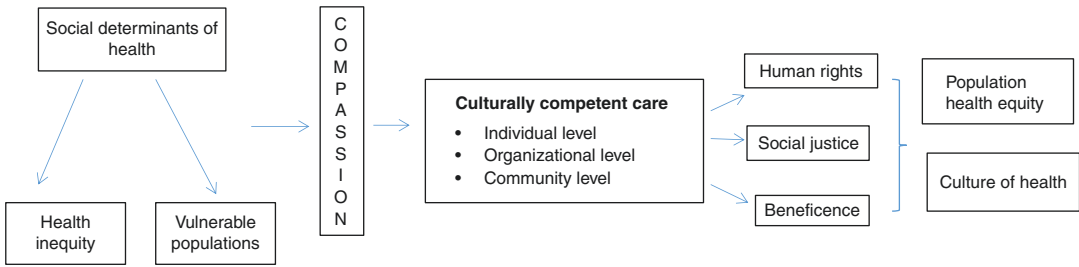 Social determinants of
health
Health
inequity
Vulnerable
populations
C
O
M
P
A
S
S
I
O
N
Culturally competent care
• Individual level
• Organizational level
• Community level
Human rights
Social justice
Beneficence
Population
health equity
Culture of health